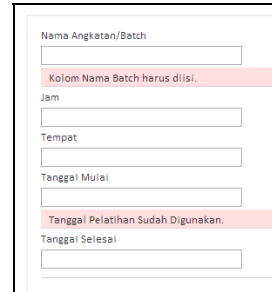 Nama Angkatan/Batch
Kolom Nama Batch harus diisi.
Jam
Tempat
Tanggal Mulai
Tanggal Pelatihan Sudah Digunakan.
Tanggal Selesai